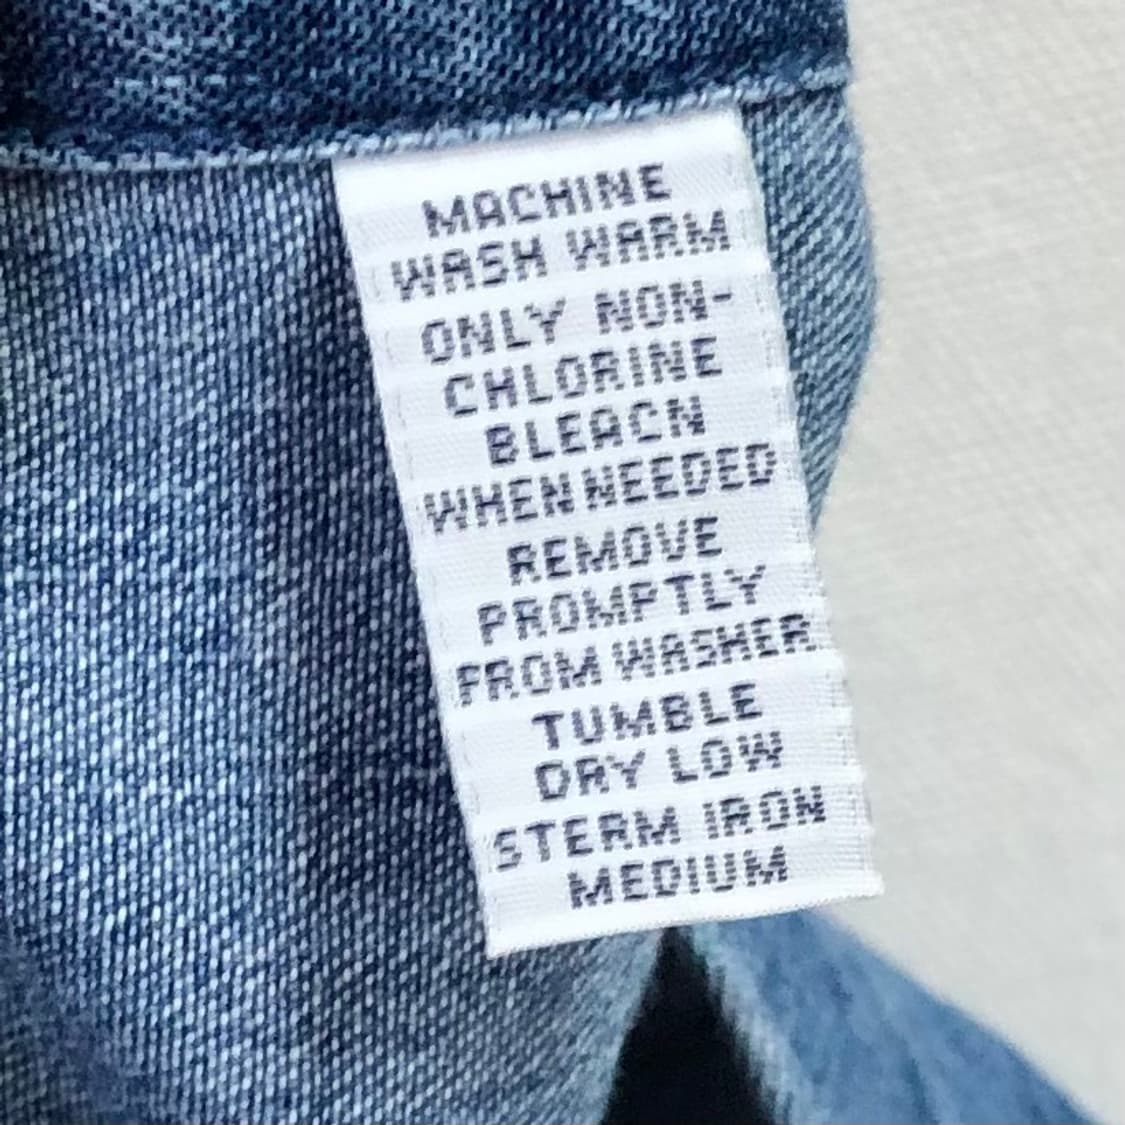 MACHINE
WASH WARM
ONLY NON-
CHLORINE
BLEACN
WHEN NEEDED
REMOVE
PROMPTLY
FROM WASHER
TUMBLE
DRY LOW
STERM IRON
MEDIUM